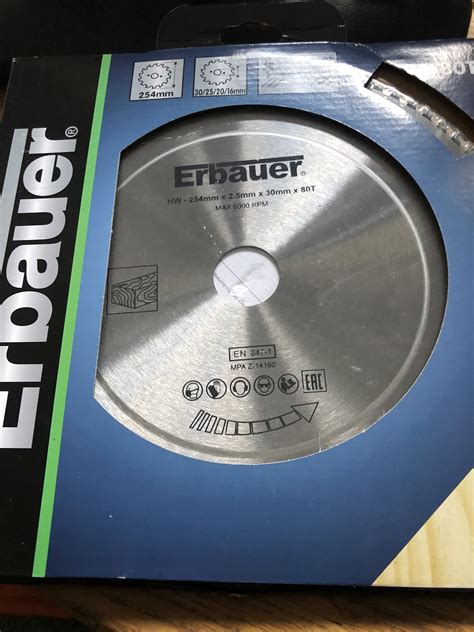 254mm
30/25/20/16mm
Erbauer®
Erbauer®
HW - 254mm x 2.5mm x 30mm x 80T
MAX 6000 RPM
EN 847-1
MPA Z-14160
EAC